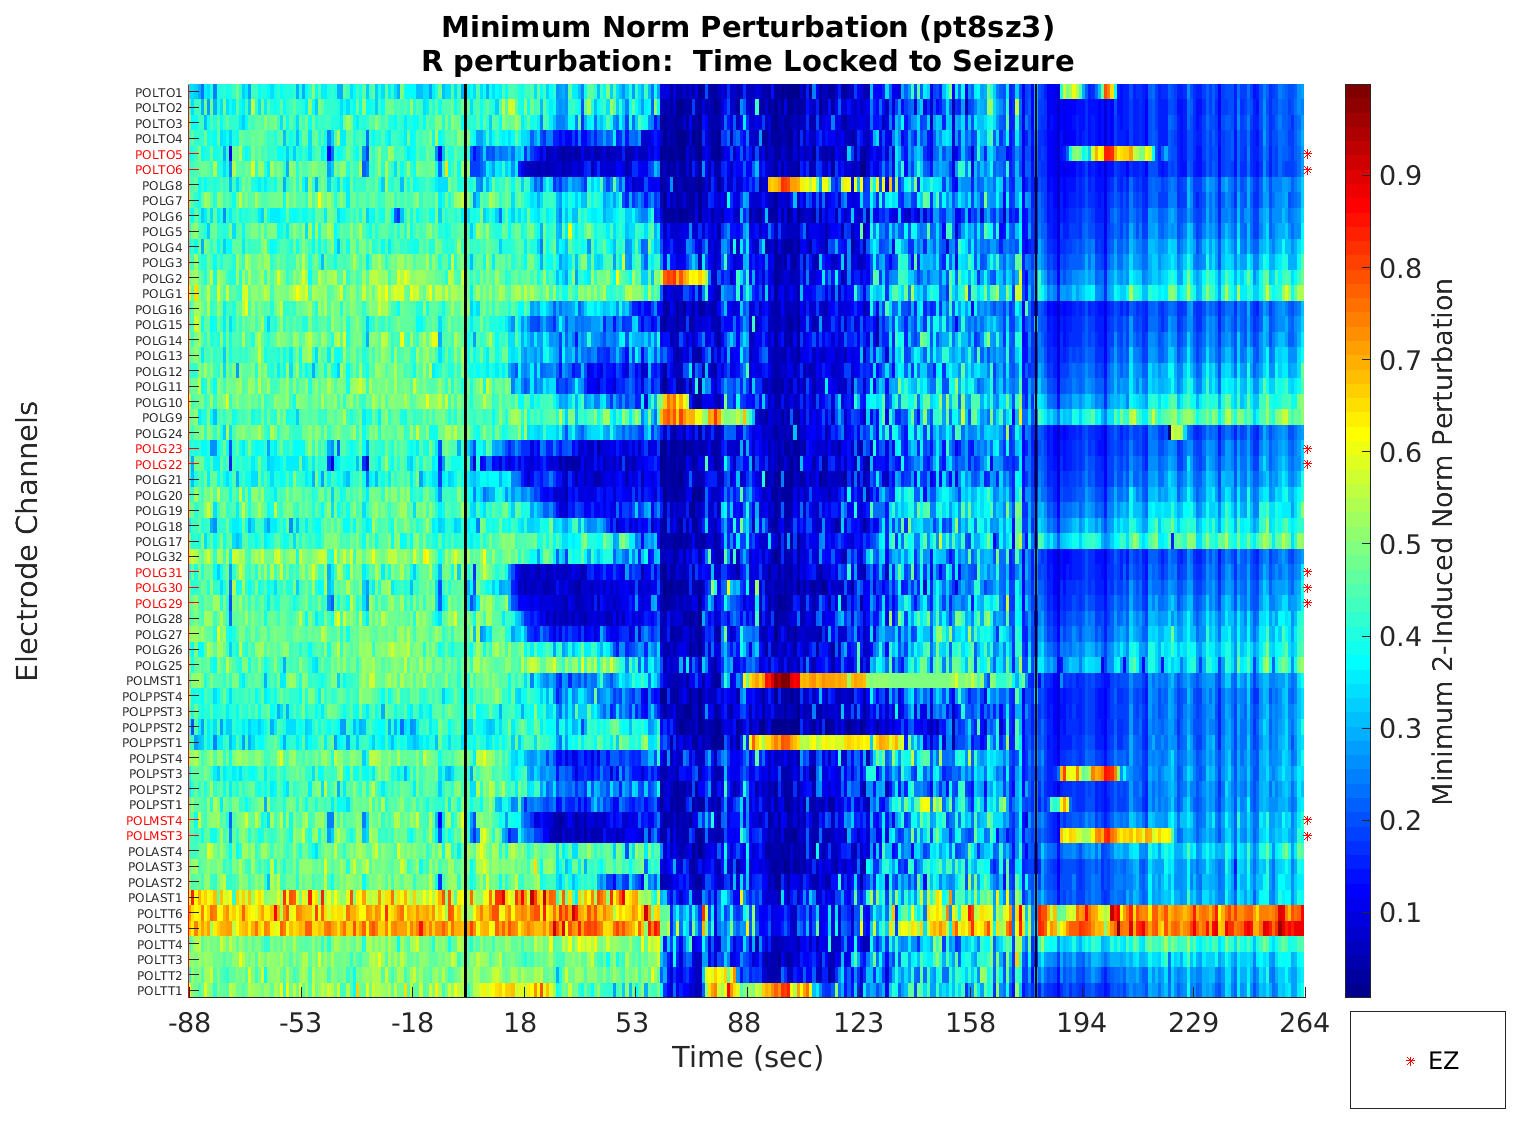 Minimum Norm Perturbation (pt8sz3)
R perturbation:  Time Locked to Seizure
Electrode Channels
POLTO1
POLTO2
POLTO3
POLTO4
POLTO5
POLTO6
POLG8
POLG7
POLG6
POLG5
POLG4
POLG3
POLG2
POLG1
POLG16
POLG15
POLG14
POLG13
POLG12
POLG11
POLG10
POLG9
POLG24
POLG23
POLG22
POLG21
POLG20
POLG19
POLG18
POLG17
POLG32
POLG31
POLG30
POLG29
POLG28
POLG27
POLG26
POLG25
POLMST1
POLPPST4
POLPPST3
POLPPST2
POLPPST1
POLPST4
POLPST3
POLPST2
POLPST1
POLMST4
POLMST3
POLAST4
POLAST3
POLAST2
POLAST1
POLTT6
POLTT5
POLTT4
POLTT3
POLTT2
POLTT1
-88 -53 -18 18 53 88 123 158 194 229 264
Time (sec)
0.9
0.8
0.7
0.6
0.5
0.4
0.3
0.2
0.1
Minimum 2-Induced Norm Perturbation
EZ